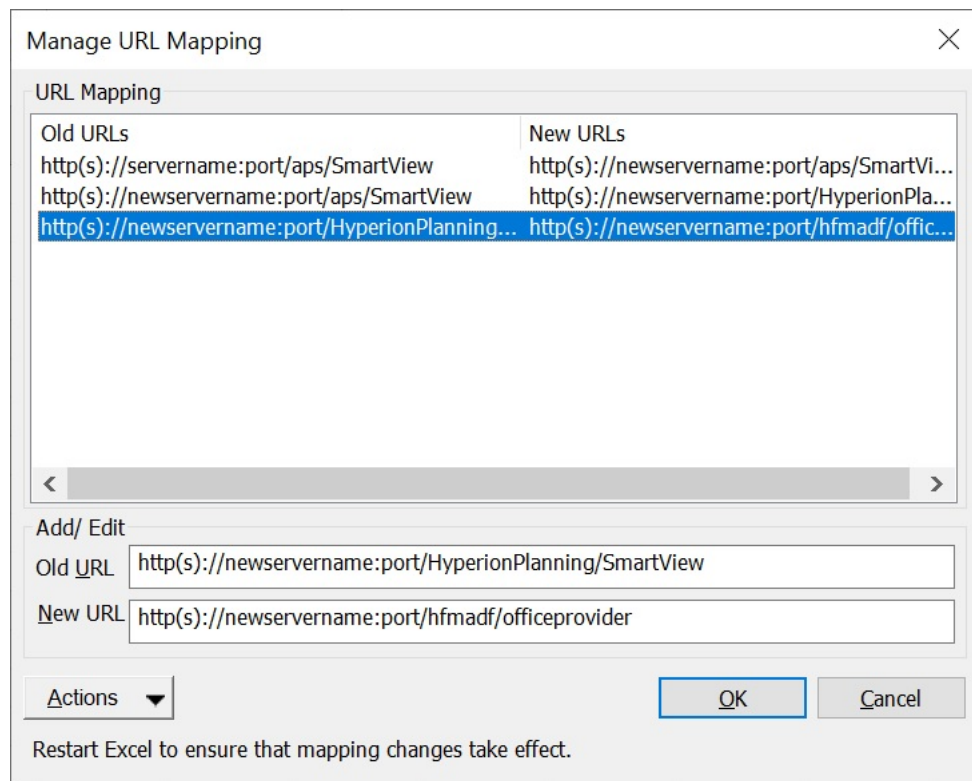 Manage URL Mapping
URL Mapping
Old URLs New URLs
http(s)://servername:port/aps/SmartView http(s)://newservername:port/aps/SmartVi...
http(s)://newservername:port/aps/SmartView http(s)://newservername:port/HyperionPla...
http(s)://newservername:port/HyperionPlanning... http(s)://newservername:port/hfmadf/offic...
Add/ Edit
Old URL http(s)://newservername:port/HyperionPlanning/SmartView
New URL http(s)://newservername:port/hfmadf/officeprovider
Actions OK Cancel
Restart Excel to ensure that mapping changes take effect.